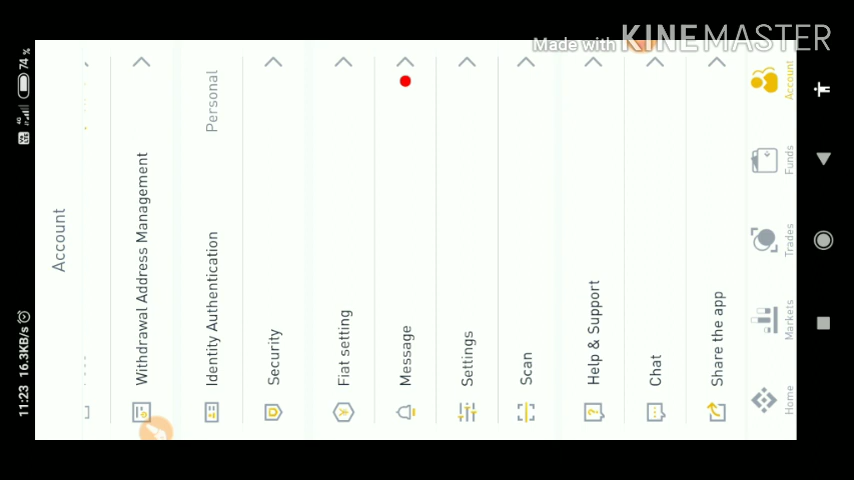 Made with KINEMASTER
11:23 16.3KB/s
74 %
Account
Withdrawal Address Management
Identity Authentication
Personal
Security
Fiat setting
Message
Settings
Scan
Help & Support
Chat
Share the app
Home
Markets
Trades
Funds
Account